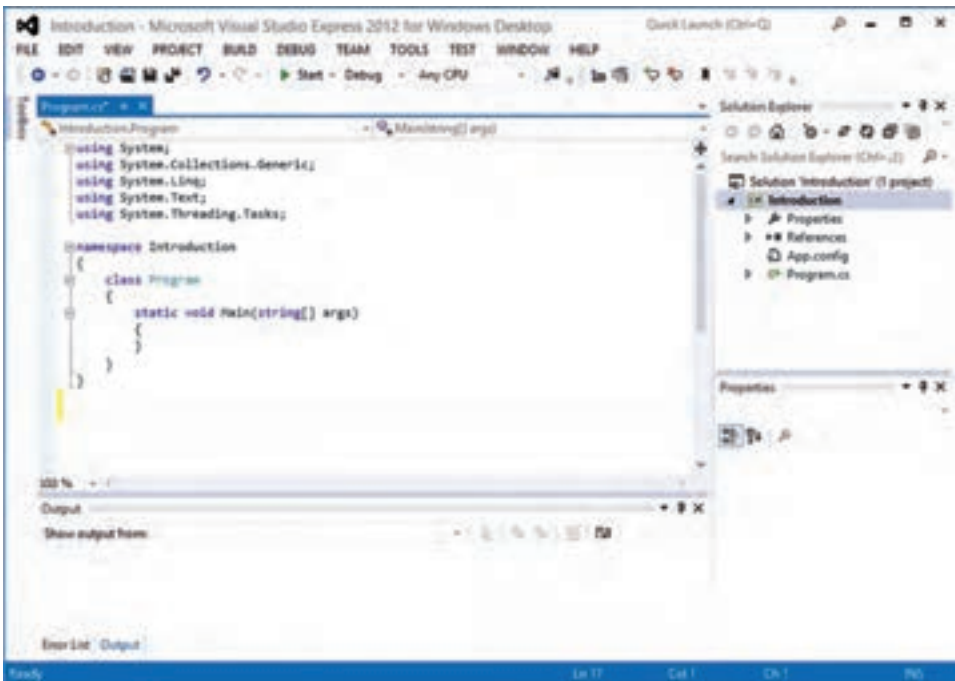 Introduction - Microsoft Visual Studio Express 2012 for Windows Desktop
Quick Launch (Ctrl+Q)
FILE EDIT VIEW PROJECT BUILD DEBUG TEAM TOOLS TEST WINDOW HELP
Start - Debug - Any CPU
Toolbox
Program.cs*
Introduction.Program
Main(string[] args)
using System;
using System.Collections.Generic;
using System.Linq;
using System.Text;
using System.Threading.Tasks;
namespace Introduction
{
class Program
{
static void Main(string[] args)
{
}
}
}
100 %
Output
Show output from:
Error List Output
Solution Explorer
Search Solution Explorer (Ctrl+;)
Solution 'Introduction' (1 project)
C# Introduction
Properties
References
App.config
C# Program.cs
Properties
Ready
Ln 17
Col 1
Ch 1
INS